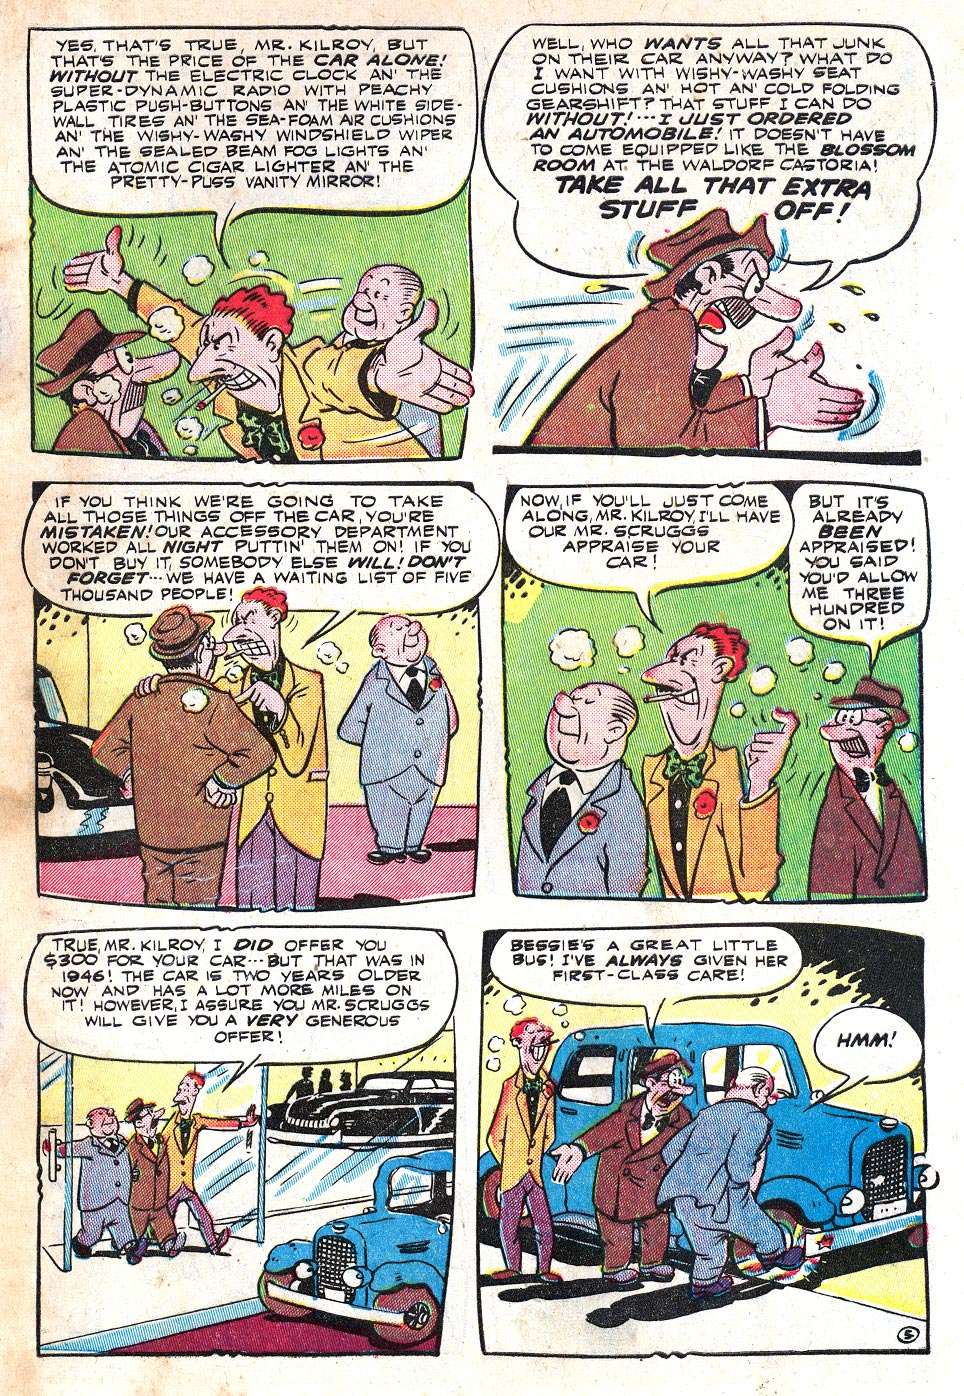 YES, THAT'S TRUE, MR. KILROY, BUT
THAT'S THE PRICE OF THE CAR ALONE!
WITHOUT THE ELECTRIC CLOCK AN' THE
SUPER-DYNAMIC RADIO WITH PEACHY
PLASTIC PUSH-BUTTONS AN' THE WHITE SIDE-
WALL TIRES AN' THE SEA-FOAM AIR CUSHIONS
AN' THE WISHY-WASHY WINDSHIELD WIPER
AN' THE SEALED BEAM FOG LIGHTS AN'
THE ATOMIC CIGAR LIGHTER AN' THE
PRETTY-PUSS VANITY MIRROR!
WELL, WHO WANTS ALL THAT JUNK
ON THEIR CAR ANYWAY? WHAT DO
I WANT WITH WISHY-WASHY SEAT
CUSHIONS AN' HOT AN' COLD FOLDING
GEARSHIFT? THAT STUFF I CAN DO
WITHOUT!... I JUST ORDERED
AN AUTOMOBILE! IT DOESN'T HAVE
TO COME EQUIPPED LIKE THE BLOSSOM
ROOM AT THE WALDORF CASTORIA!
TAKE ALL THAT EXTRA
STUFF OFF!
IF YOU THINK WE'RE GOING TO TAKE
ALL THOSE THINGS OFF THE CAR, YOU'RE
MISTAKEN! OUR ACCESSORY DEPARTMENT
WORKED ALL NIGHT PUTTIN' THEM ON! IF YOU
DON'T BUY IT, SOMEBODY ELSE WILL! DON'T
FORGET... WE HAVE A WAITING LIST OF FIVE
THOUSAND PEOPLE!
NOW, IF YOU'LL JUST COME
ALONG, MR. KILROY, I'LL HAVE
OUR MR. SCRUGGS
APPRAISE YOUR
CAR!
BUT IT'S
ALREADY
BEEN
APPRAISED!
YOU SAID
YOU'D ALLOW
ME THREE
HUNDRED
ON IT!
TRUE, MR. KILROY, I DID OFFER YOU
$300 FOR YOUR CAR... BUT THAT WAS IN
1946! THE CAR IS TWO YEARS OLDER
NOW AND HAS A LOT MORE MILES ON
IT! HOWEVER, I ASSURE YOU MR. SCRUGGS
WILL GIVE YOU A VERY GENEROUS
OFFER!
BESSIE'S A GREAT LITTLE
BUS! I'VE ALWAYS GIVEN HER
FIRST-CLASS CARE!
HMM!
5